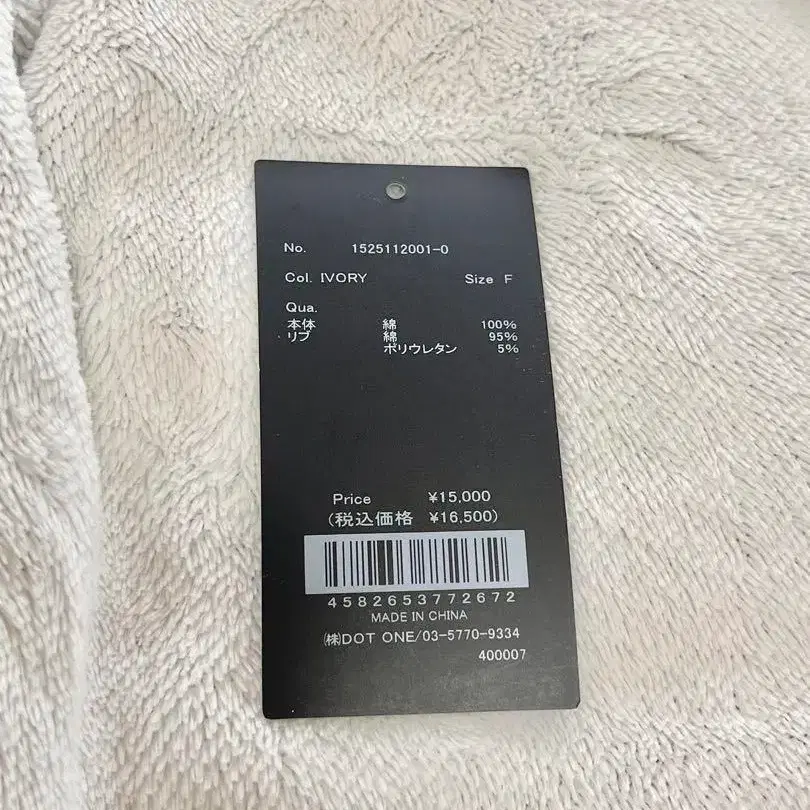 No. 1525112001-0
Col. IVORY Size F
Qua.
本体 綿 100%
リブ 綿 95%
ポリウレタン 5%
Price ¥15,000
(税込価格 ¥16,500)
4582653772672
MADE IN CHINA
㈱DOT ONE/03-5770-9334
400007